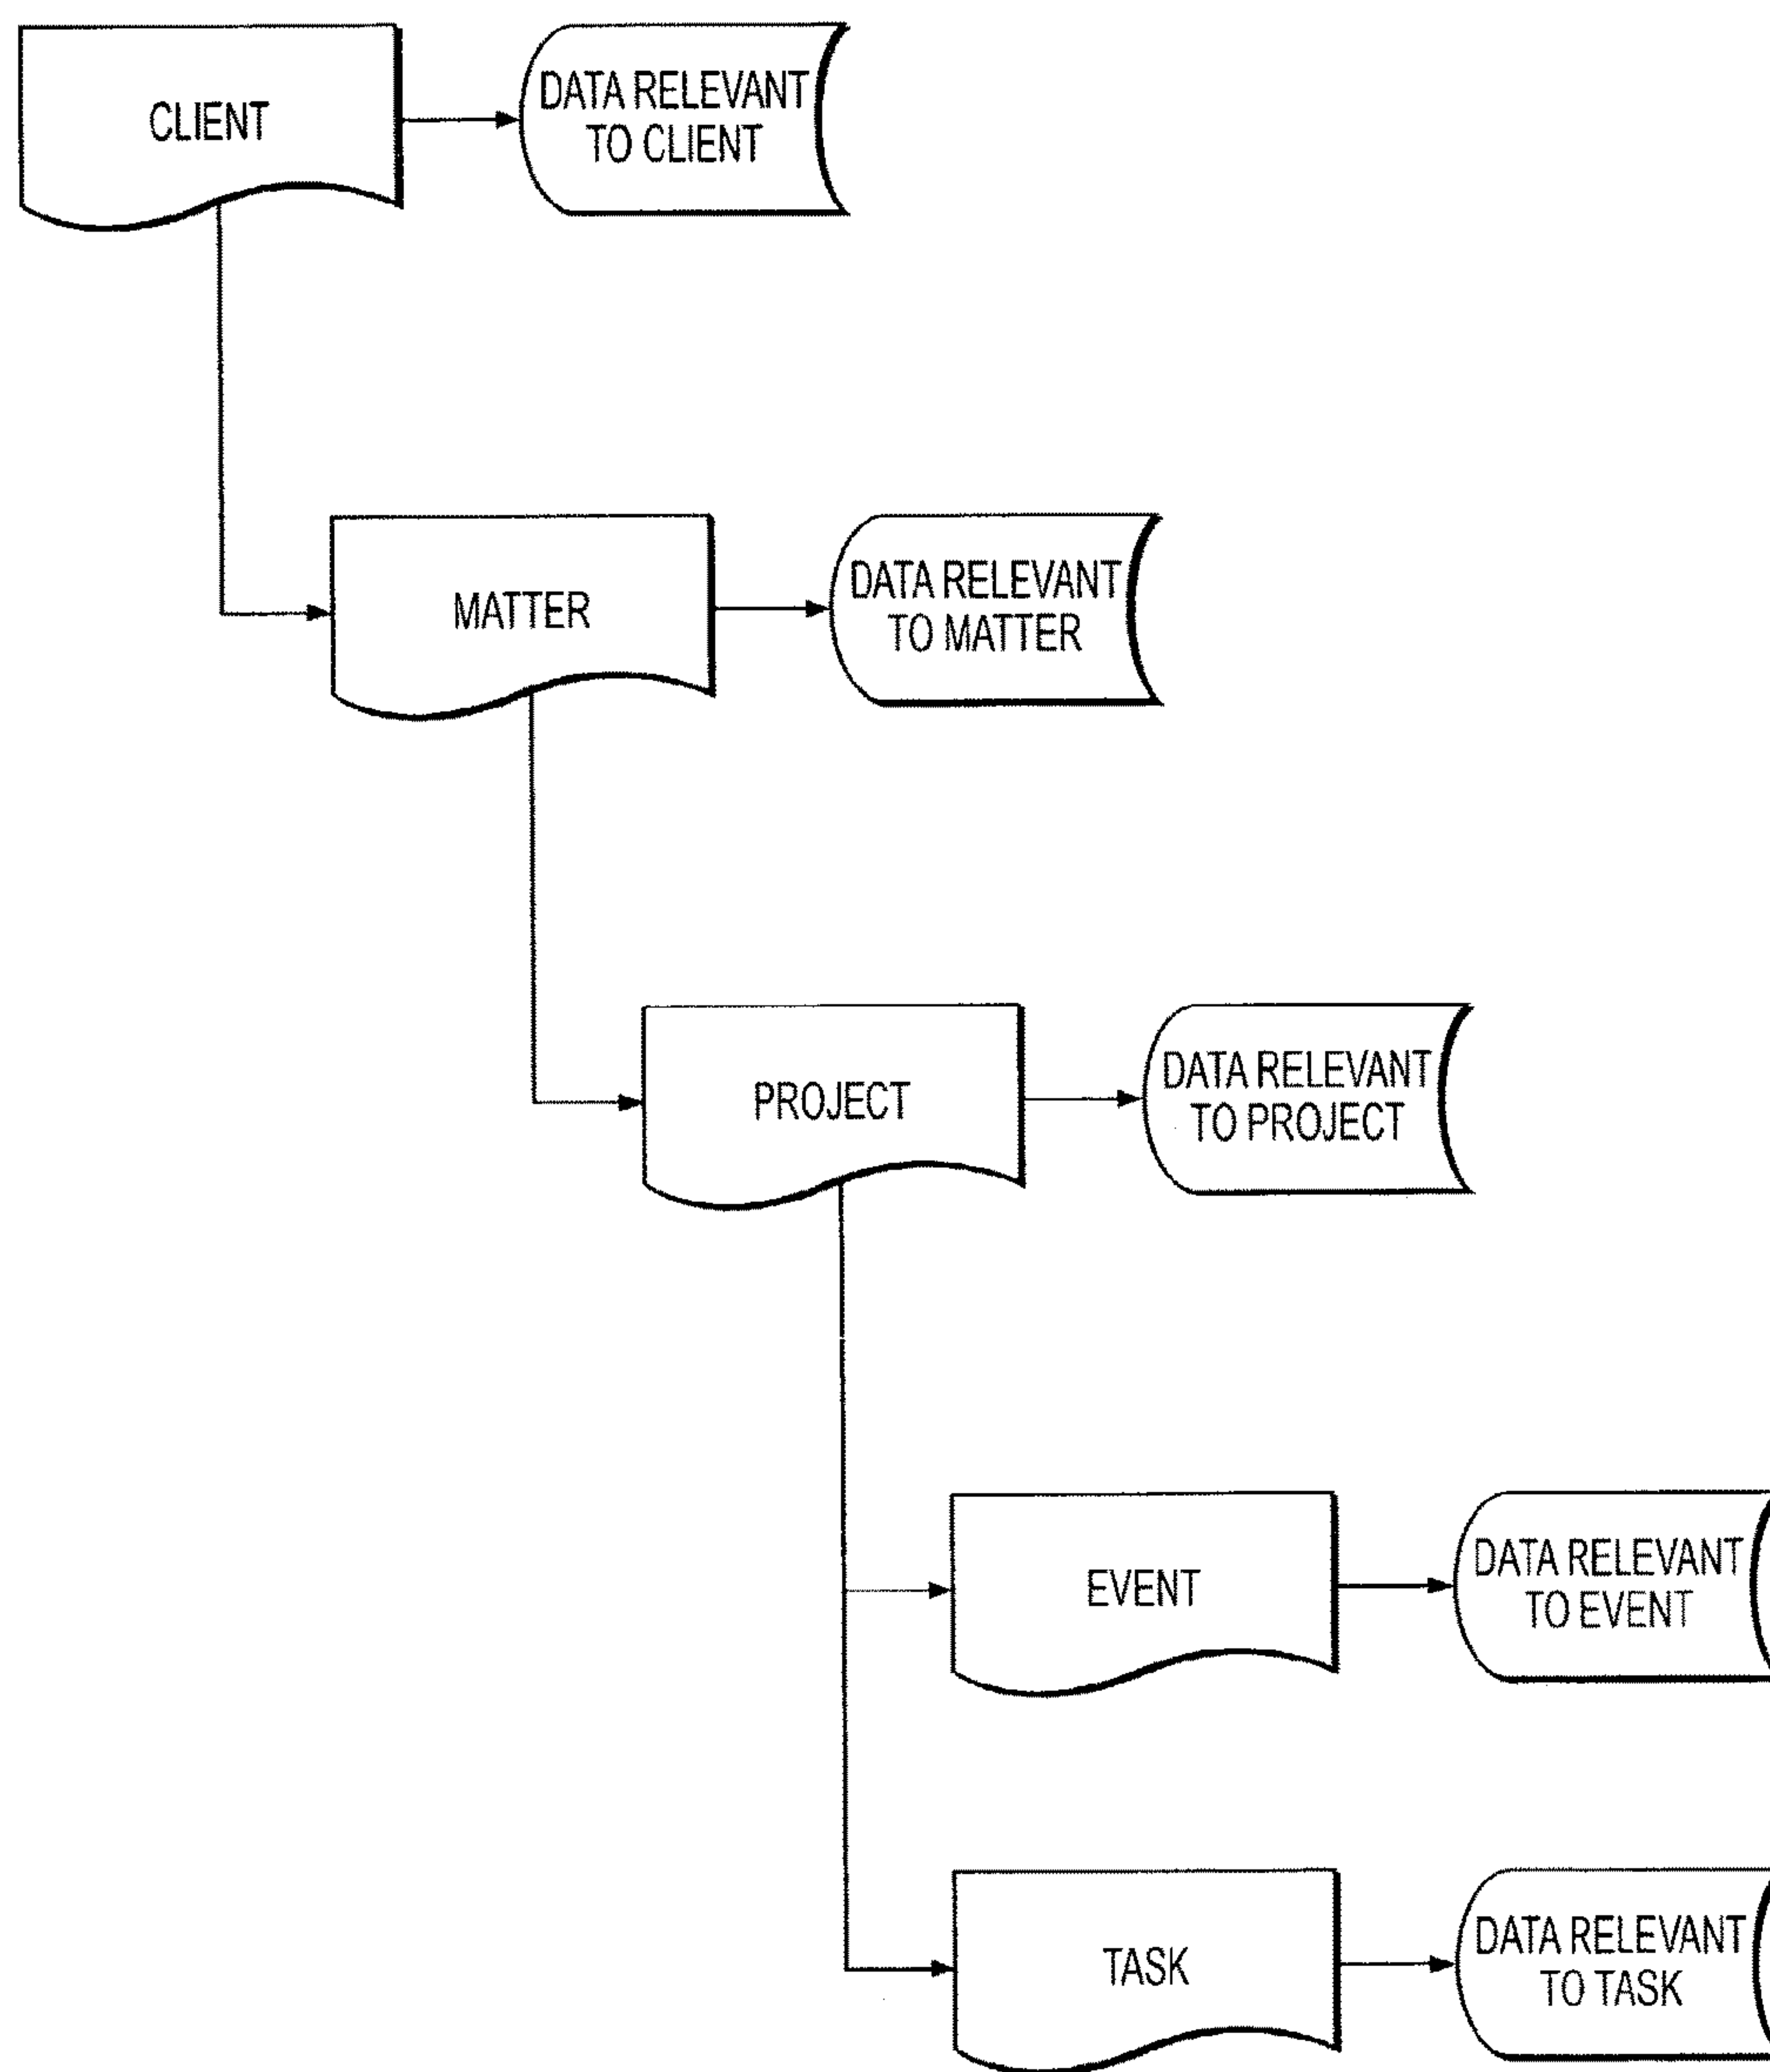 CLIENT
DATA RELEVANT
TO CLIENT
MATTER
DATA RELEVANT
TO MATTER
PROJECT
DATA RELEVANT
TO PROJECT
EVENT
DATA RELEVANT
TO EVENT
TASK
DATA RELEVANT
TO TASK